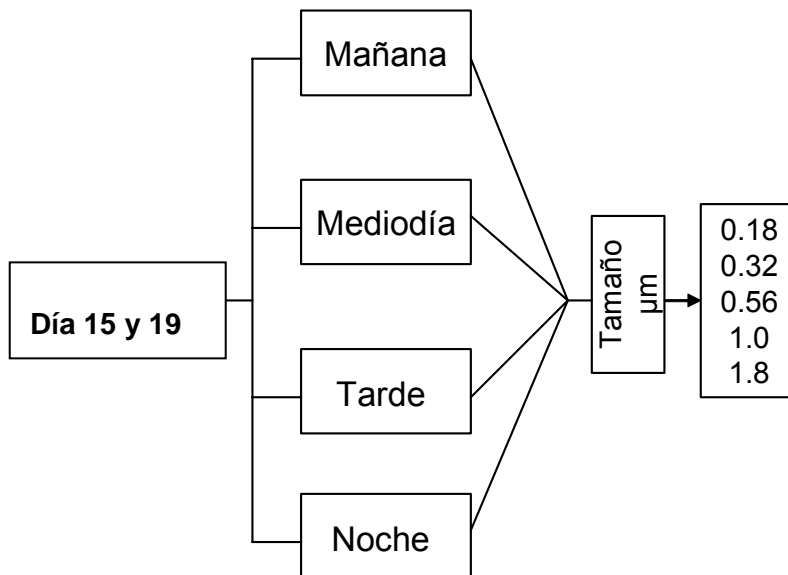 Mañana
Mediodía
Día 15 y 19
Tarde
Noche
Tamaño
µm
0.18
0.32
0.56
1.0
1.8